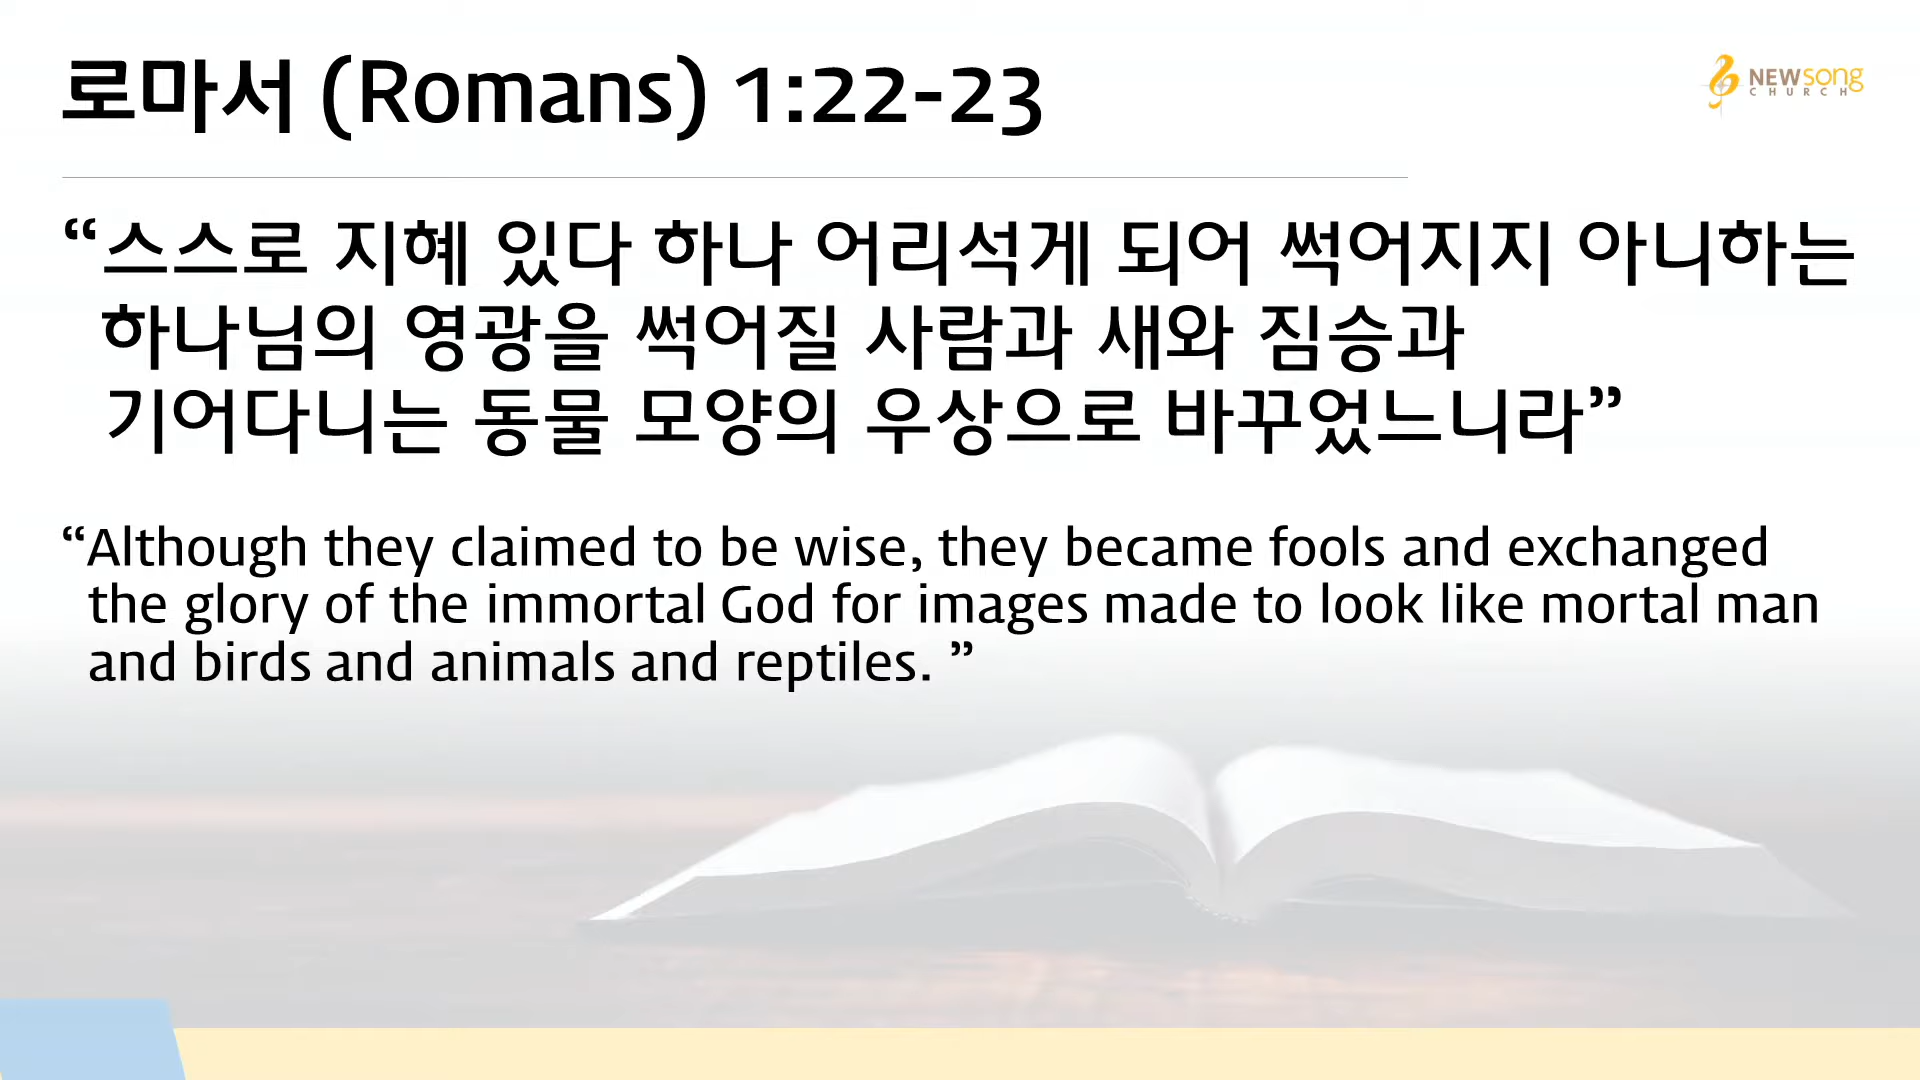 로마서 (Romans) 1:22-23
NEWsong
CHURCH
“스스로 지혜 있다 하나 어리석게 되어 썩어지지 아니하는
하나님의 영광을 썩어질 사람과 새와 짐승과
기어다니는 동물 모양의 우상으로 바꾸었느니라”
“Although they claimed to be wise, they became fools and exchanged
the glory of the immortal God for images made to look like mortal man
and birds and animals and reptiles. ”